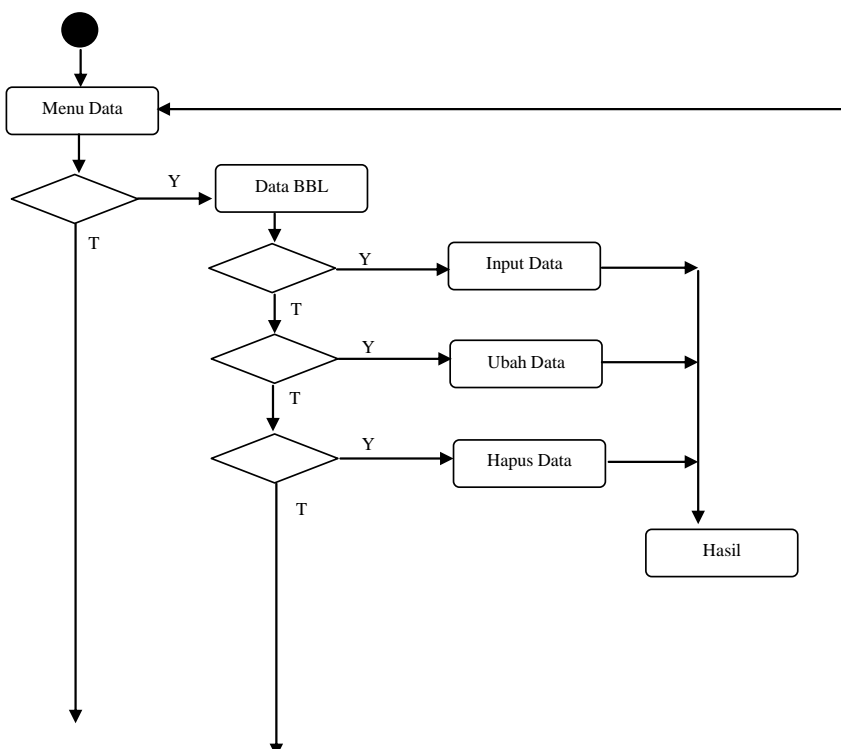 Menu Data
Y
Data BBL
T
Y
Input Data
T
Y
Ubah Data
T
Y
Hapus Data
T
Hasil